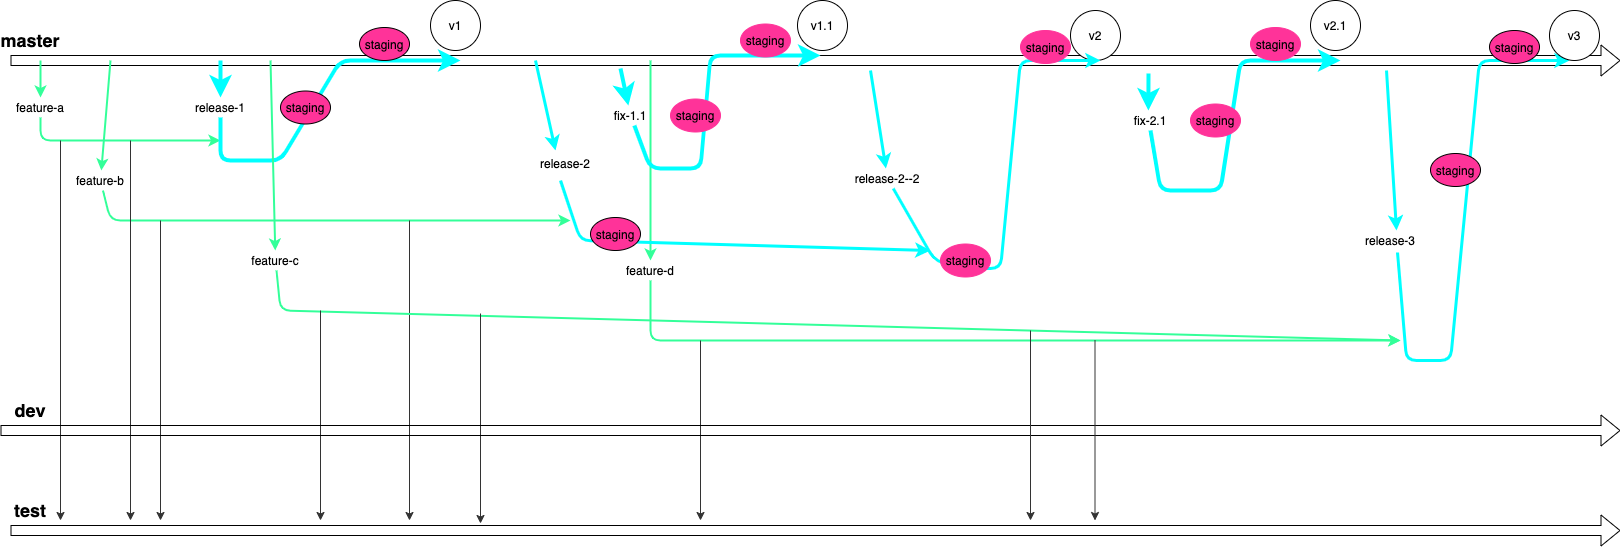 v1
v1.1
v2
v2.1
v3
master
staging
staging
staging
staging
staging
feature-a
release-1
staging
fix-1.1
staging
fix-2.1
staging
release-2
staging
feature-b
release-2--2
staging
staging
feature-c
feature-d
release-3
dev
test